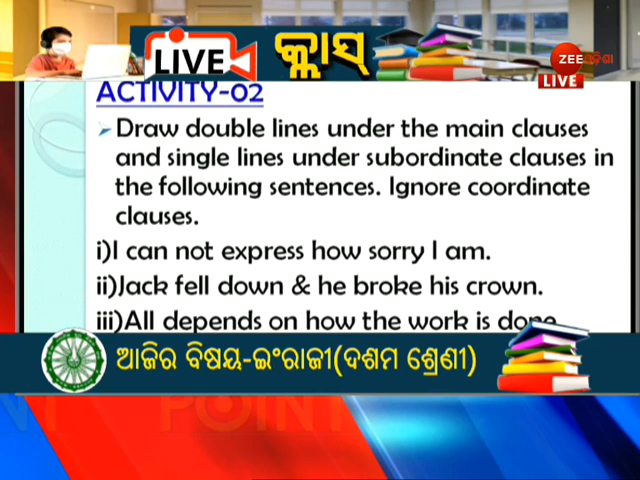 LIVE କ୍ଲାସ୍
ZEE ଓଡ଼ିଶା
LIVE
ACTIVITY-02
Draw double lines under the main clauses
and single lines under subordinate clauses in
the following sentences. Ignore coordinate
clauses.
i)I can not express how sorry I am.
ii)Jack fell down & he broke his crown.
iii)All depends on how the work is done
ଆଜିର ବିଷୟ-ଇଂରାଜୀ(ଦଶମ ଶ୍ରେଣୀ)
POINT